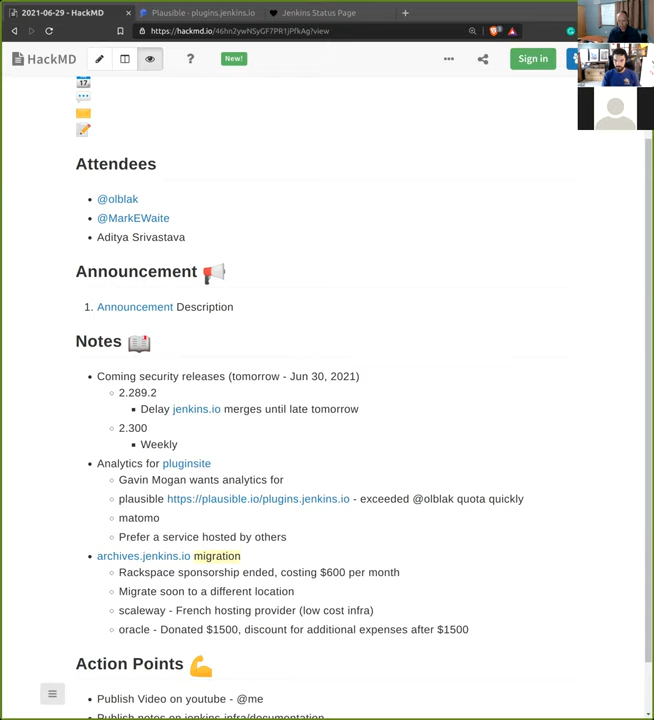 2021-06-29 - HackMD
Plausible · plugins.jenkins.io
Jenkins Status Page
https://hackmd.io/46hn2ywNSyGF7PR1jPfkAg?view
HackMD
New!
Sign in
Attendees
@olblak
@MarkEWaite
Aditya Srivastava
Announcement
1. Announcement Description
Notes
Coming security releases (tomorrow - Jun 30, 2021)
2.289.2
Delay jenkins.io merges until late tomorrow
2.300
Weekly
Analytics for pluginsite
Gavin Mogan wants analytics for
plausible https://plausible.io/plugins.jenkins.io - exceeded @olblak quota quickly
matomo
Prefer a service hosted by others
archives.jenkins.io migration
Rackspace sponsorship ended, costing $600 per month
Migrate soon to a different location
scaleway - French hosting provider (low cost infra)
oracle - Donated $1500, discount for additional expenses after $1500
Action Points
Publish Video on youtube - @me
Publish notes on jenkins-infra/documentation